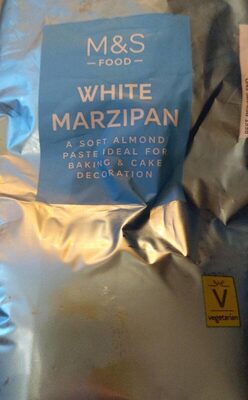 M&S
FOOD
WHITE
MARZIPAN
A SOFT ALMOND
PASTE IDEAL FOR
BAKING & CAKE
DECORATION
V
vegetarian